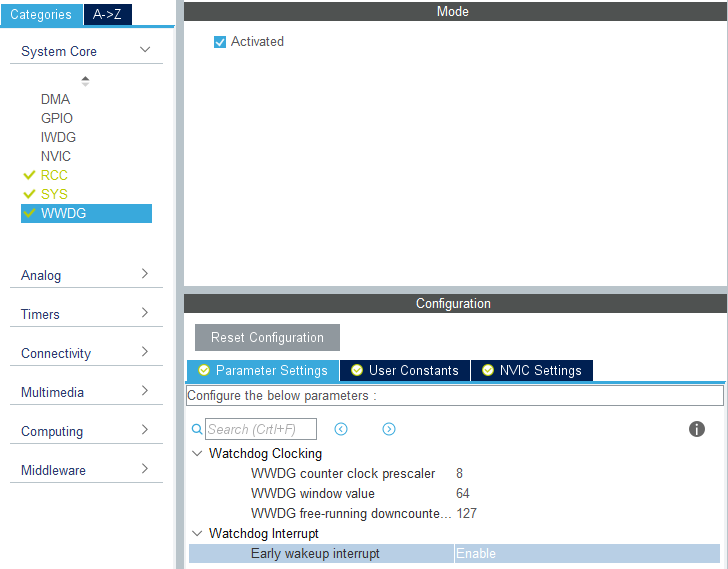 Categories A->Z
System Core
DMA
GPIO
IWDG
NVIC
RCC
SYS
WWDG
Analog
Timers
Connectivity
Multimedia
Computing
Middleware
Mode
Activated
Configuration
Reset Configuration
Parameter Settings User Constants NVIC Settings
Configure the below parameters :
Search (Crtl+F)
Watchdog Clocking
WWDG counter clock prescaler 8
WWDG window value 64
WWDG free-running downcounte... 127
Watchdog Interrupt
Early wakeup interrupt Enable